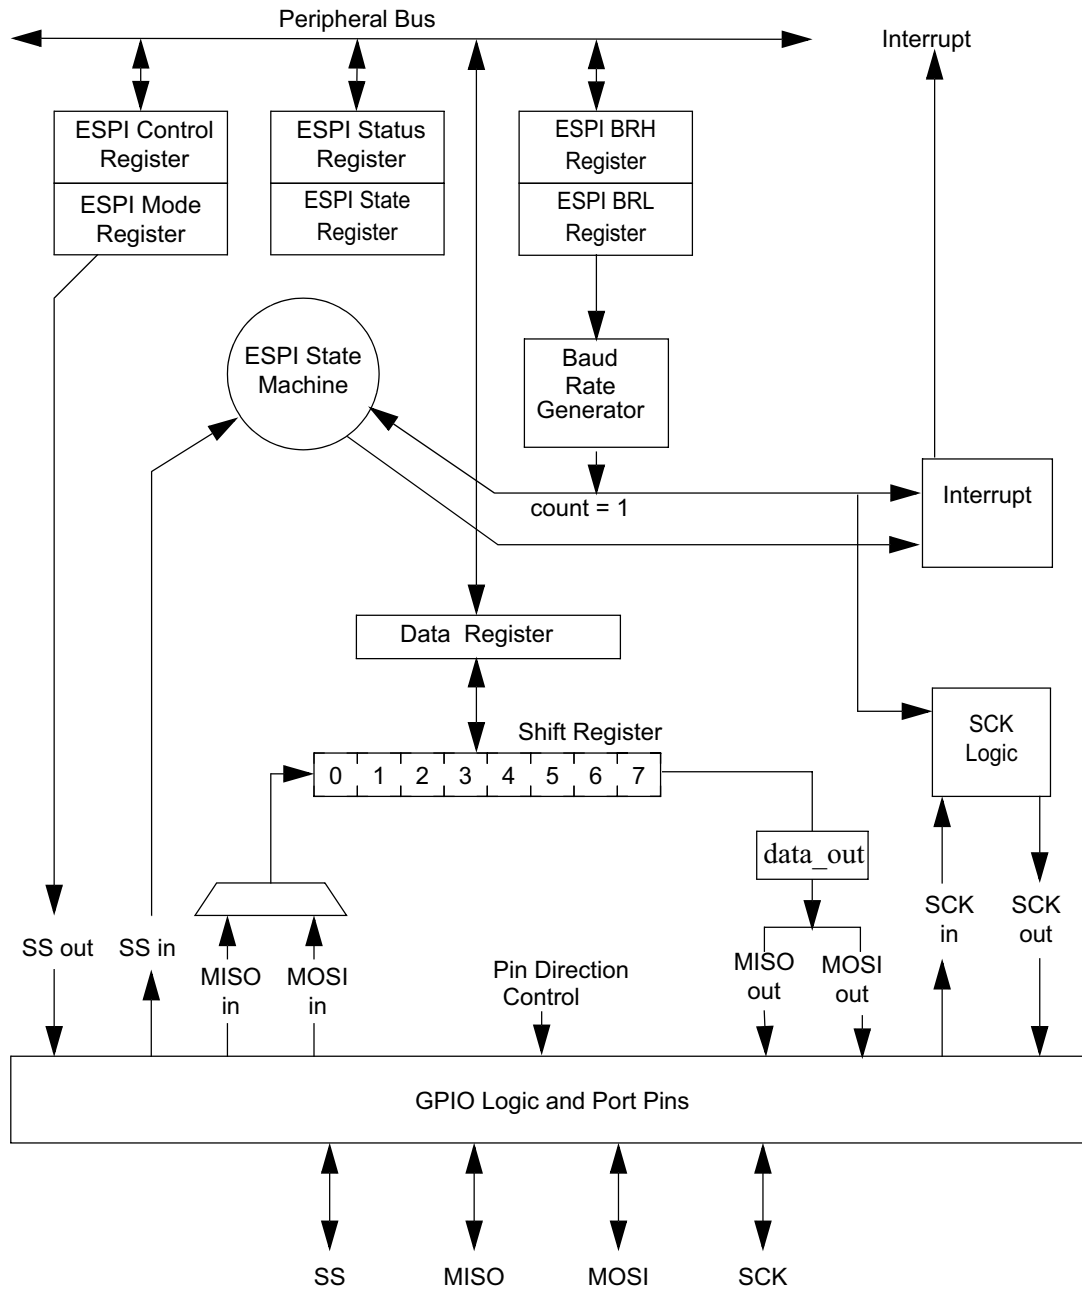 Peripheral Bus
Interrupt
ESPI Control
Register
ESPI Mode
Register
ESPI Status
Register
ESPI State
Register
ESPI BRH
Register
ESPI BRL
Register
ESPI State
Machine
Baud
Rate
Generator
count = 1
Interrupt
Data Register
Shift Register
0 1 2 3 4 5 6 7
SCK
Logic
data_out
SS out
SS in
MISO
in
MOSI
in
Pin Direction
Control
MISO
out
MOSI
out
SCK
in
SCK
out
GPIO Logic and Port Pins
SS
MISO
MOSI
SCK